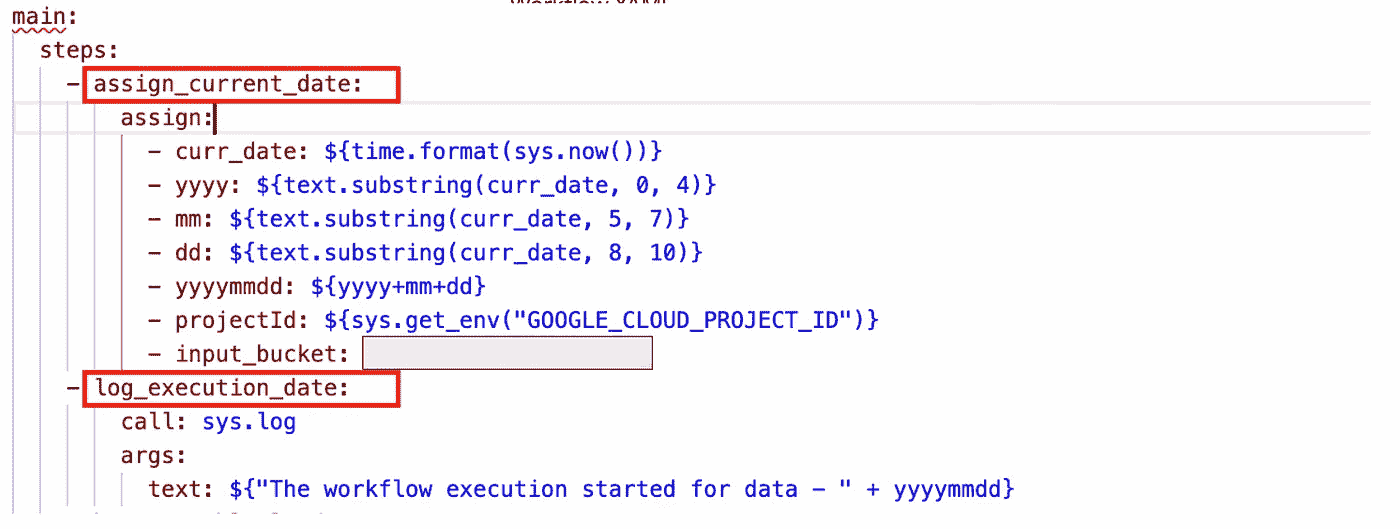 main:
steps:
- assign_current_date:
assign:
- curr_date: ${time.format(sys.now())}
- yyyy: ${text.substring(curr_date, 0, 4)}
- mm: ${text.substring(curr_date, 5, 7)}
- dd: ${text.substring(curr_date, 8, 10)}
- yyyymmdd: ${yyyy+mm+dd}
- projectId: ${sys.get_env("GOOGLE_CLOUD_PROJECT_ID")}
- input_bucket:
- log_execution_date:
call: sys.log
args:
text: ${"The workflow execution started for data - " + yyyymmdd}